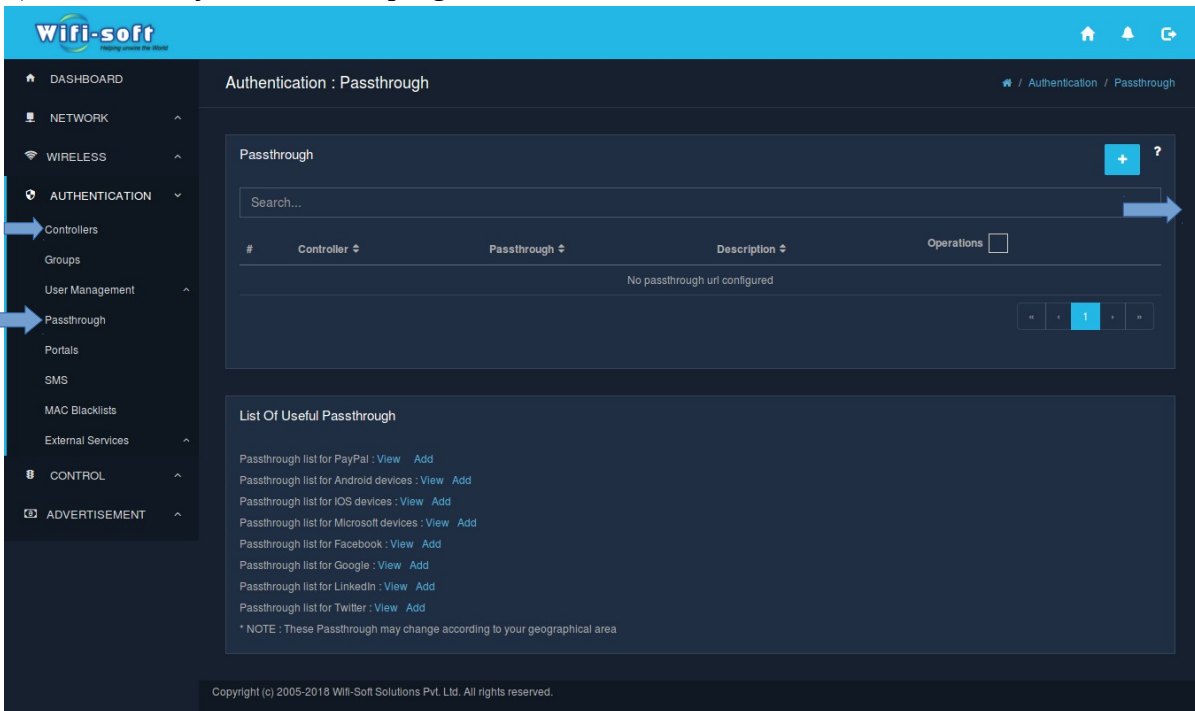 Wifi-soft
Helping unwire the World
DASHBOARD
Authentication : Passthrough
/ Authentication / Passthrough
NETWORK
WIRELESS
Passthrough
+ ?
AUTHENTICATION
Search...
Controllers
# Controller Passthrough Description Operations
Groups
No passthrough url configured
User Management
Passthrough
« ‹ 1 › »
Portals
SMS
MAC Blacklists
External Services
CONTROL
ADVERTISEMENT
List Of Useful Passthrough
Passthrough list for PayPal : View Add
Passthrough list for Android devices : View Add
Passthrough list for IOS devices : View Add
Passthrough list for Microsoft devices : View Add
Passthrough list for Facebook : View Add
Passthrough list for Google : View Add
Passthrough list for LinkedIn : View Add
Passthrough list for Twitter : View Add
* NOTE : These Passthrough may change according to your geographical area
Copyright (c) 2005-2018 Wifi-Soft Solutions Pvt. Ltd. All rights reserved.